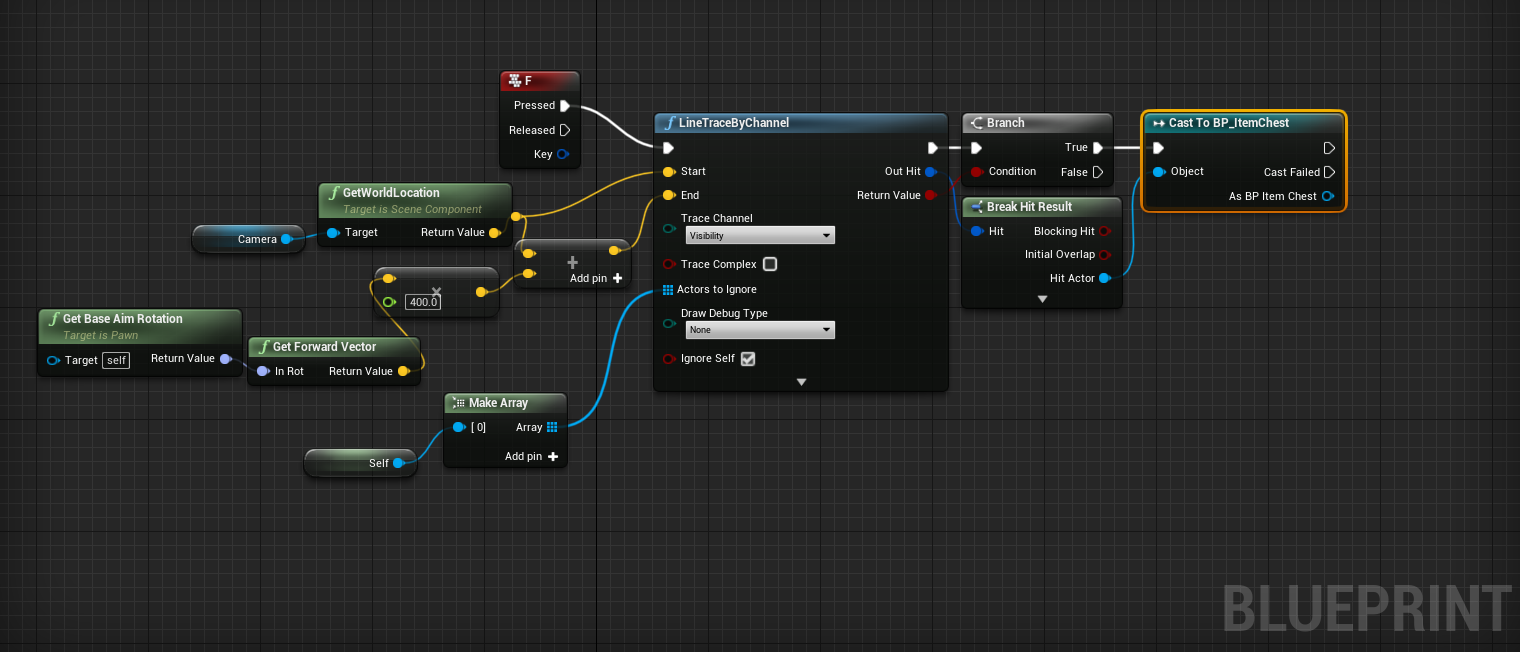 F
Pressed
Released
Key
GetWorldLocation
Target is Scene Component
Target
Return Value
Camera
Add pin
400.0
Get Base Aim Rotation
Target is Pawn
Target self
Return Value
Get Forward Vector
In Rot
Return Value
Make Array
[ 0]
Array
Add pin
Self
LineTraceByChannel
Start
Out Hit
End
Return Value
Trace Channel
Visibility
Trace Complex
Actors to Ignore
Draw Debug Type
None
Ignore Self
Branch
True
Condition
False
Break Hit Result
Hit
Blocking Hit
Initial Overlap
Hit Actor
Cast To BP_ItemChest
Object
Cast Failed
As BP Item Chest
BLUEPRINT